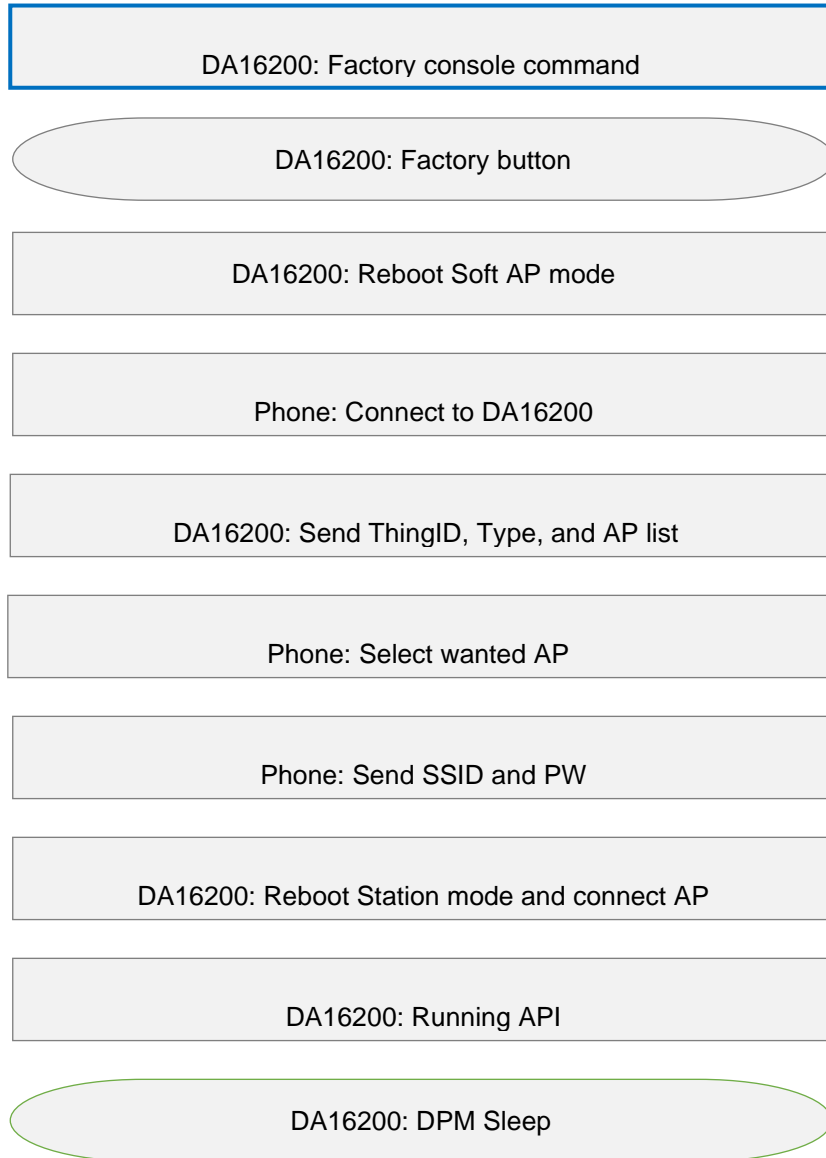 DA16200: Factory console command
DA16200: Factory button
DA16200: Reboot Soft AP mode
Phone: Connect to DA16200
DA16200: Send ThingID, Type, and AP list
Phone: Select wanted AP
Phone: Send SSID and PW
DA16200: Reboot Station mode and connect AP
DA16200: Running API
DA16200: DPM Sleep